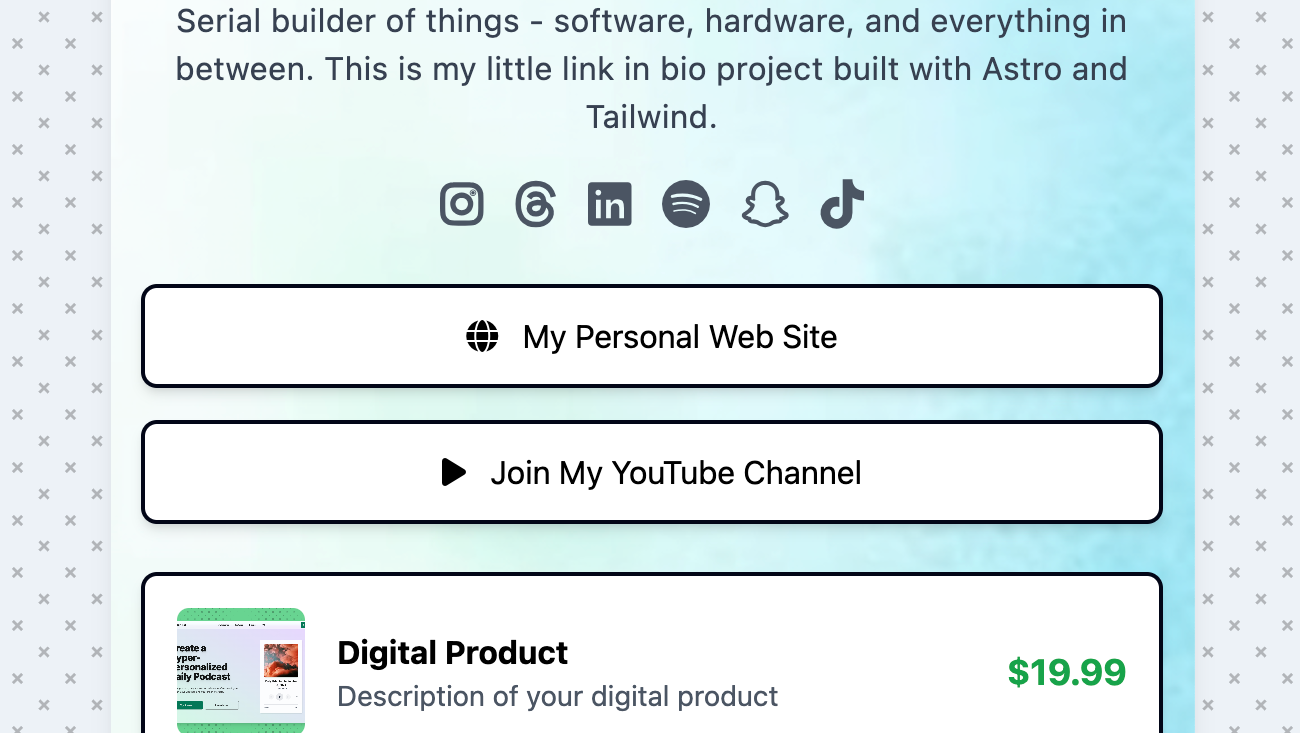 Serial builder of things - software, hardware, and everything in
between. This is my little link in bio project built with Astro and
Tailwind.
My Personal Web Site
Join My YouTube Channel
reate a
yper-
ersonalized
aily Podcast
Digital Product
Description of your digital product
$19.99